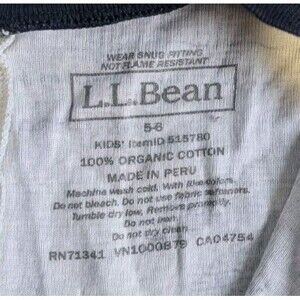 WEAR SNUG FITTING
NOT FLAME RESISTANT
L.L.Bean
5-6
KIDS' ItemID 515780
100% ORGANIC COTTON
MADE IN PERU
Machine wash cold. With like colors.
Do not bleach. Do not use fabric softeners.
Tumble dry low. Remove promptly.
Do not iron.
Do not dry clean.
RN71341 VN1000879 CA04754